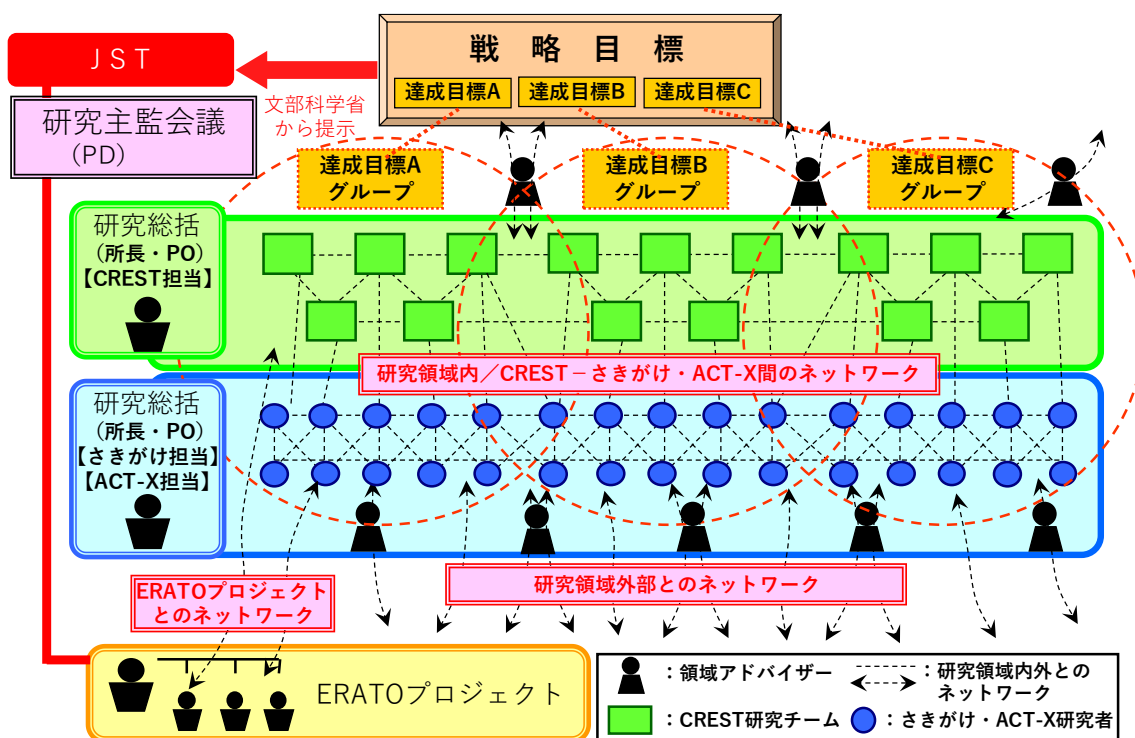 戦略目標
達成目標A
達成目標B
達成目標C
JST
文部科学省
から提示
研究主監会議
（PD）
達成目標A
グループ
達成目標B
グループ
達成目標C
グループ
研究総括
（所長・PO）
【CREST担当】
研究領域内／CREST－さきがけ・ACT-X間のネットワーク
研究総括
（所長・PO）
【さきがけ担当】
【ACT-X担当】
ERATOプロジェクト
とのネットワーク
研究領域外部とのネットワーク
ERATOプロジェクト
：領域アドバイザー
：研究領域内外との
ネットワーク
：CREST研究チーム
：さきがけ・ACT-X研究者